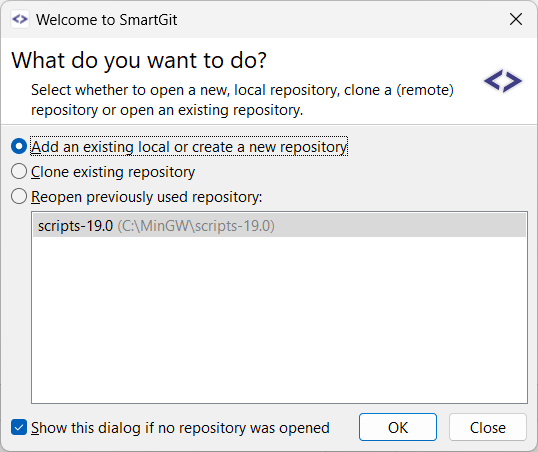 Welcome to SmartGit
What do you want to do?
Select whether to open a new, local repository, clone a (remote)
repository or open an existing repository.
Add an existing local or create a new repository
Clone existing repository
Reopen previously used repository:
scripts-19.0 (C:\MinGW\scripts-19.0)
Show this dialog if no repository was opened
OK
Close